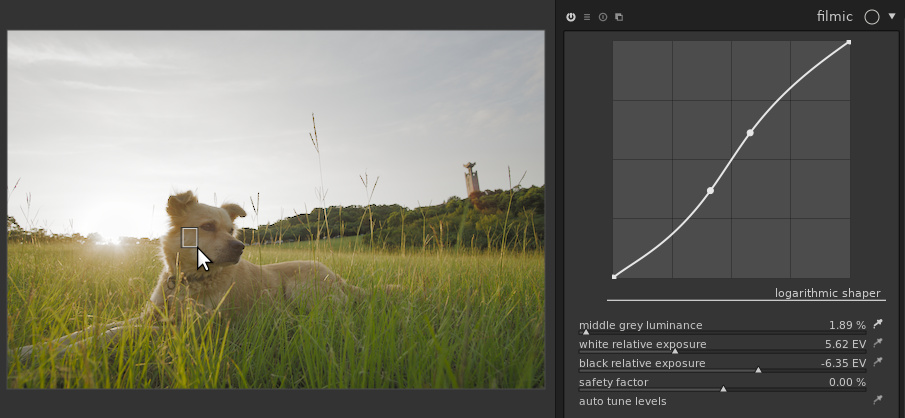 filmic
logarithmic shaper
middle grey luminance 1.89 %
white relative exposure 5.62 EV
black relative exposure -6.35 EV
safety factor 0.00 %
auto tune levels